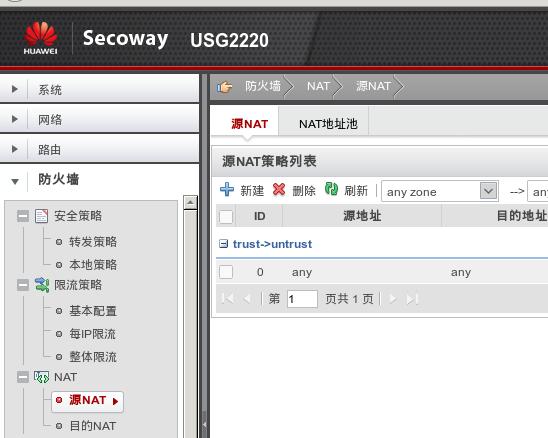 HUAWEI Secoway USG2220
系统
网络
路由
防火墙
安全策略
转发策略
本地策略
限流策略
基本配置
每IP限流
整体限流
NAT
源NAT
目的NAT
防火墙 NAT 源NAT
源NAT NAT地址池
源NAT策略列表
新建 删除 刷新 any zone --> an
ID 源地址 目的地址
trust->untrust
0 any any
第 1 页共 1 页